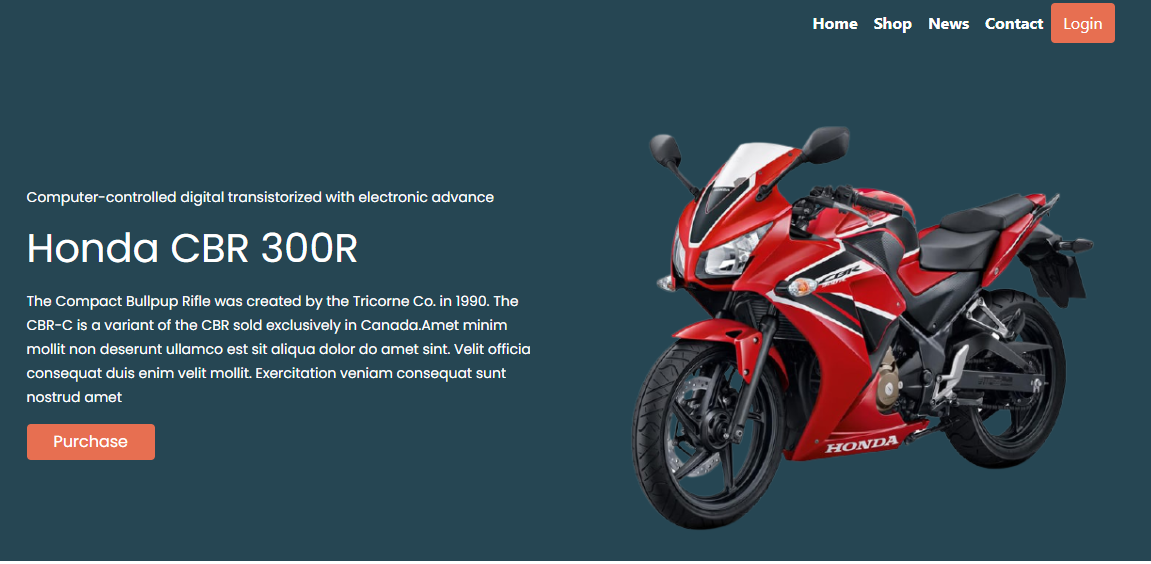 Home Shop News Contact Login
Computer-controlled digital transistorized with electronic advance
Honda CBR 300R
The Compact Bullpup Rifle was created by the Tricorne Co. in 1990. The
CBR-C is a variant of the CBR sold exclusively in Canada.Amet minim
mollit non deserunt ullamco est sit aliqua dolor do amet sint. Velit officia
consequat duis enim velit mollit. Exercitation veniam consequat sunt
nostrud amet
Purchase
CBR
HONDA